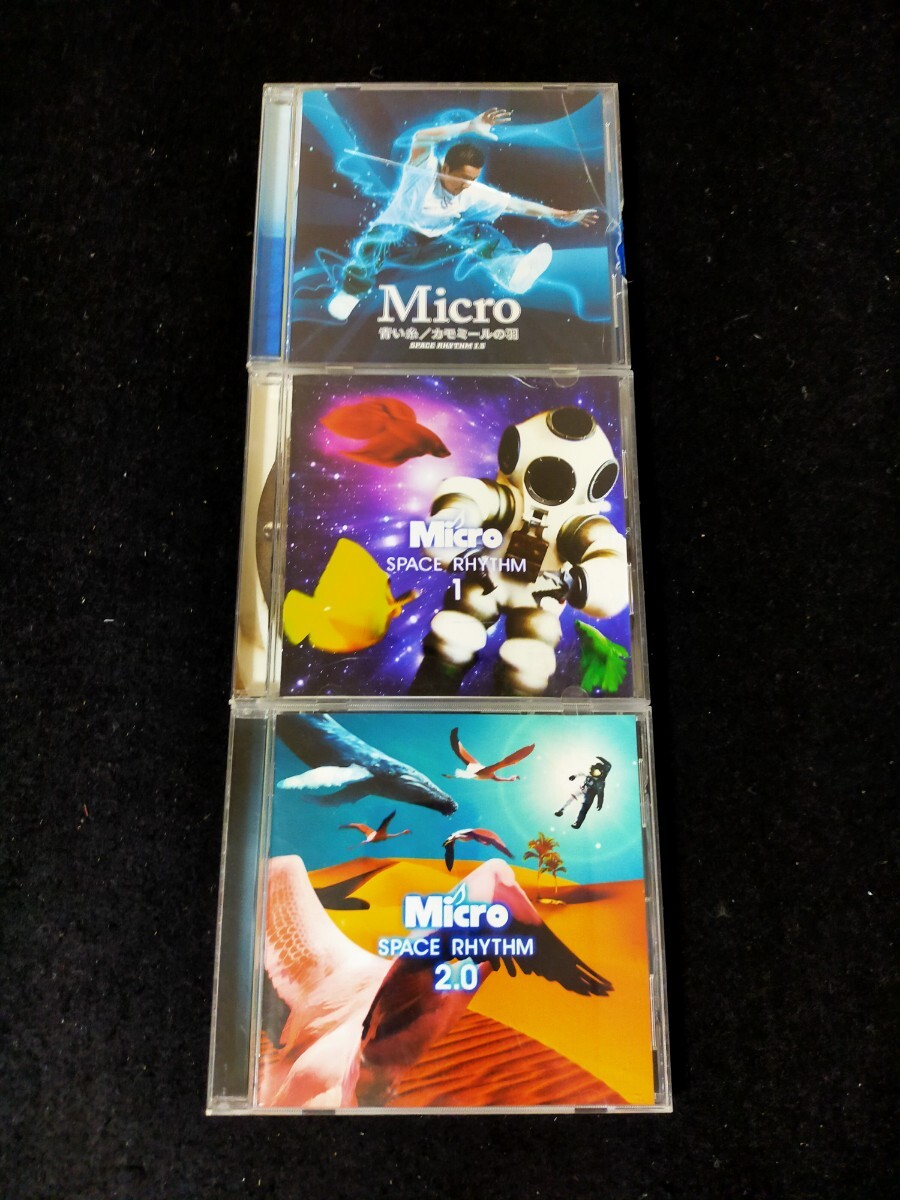 Micro
青い糸/カモミールの羽
SPACE RHYTHM 1.5
Micro
SPACE RHYTHM
1
Micro
SPACE RHYTHM
2.0